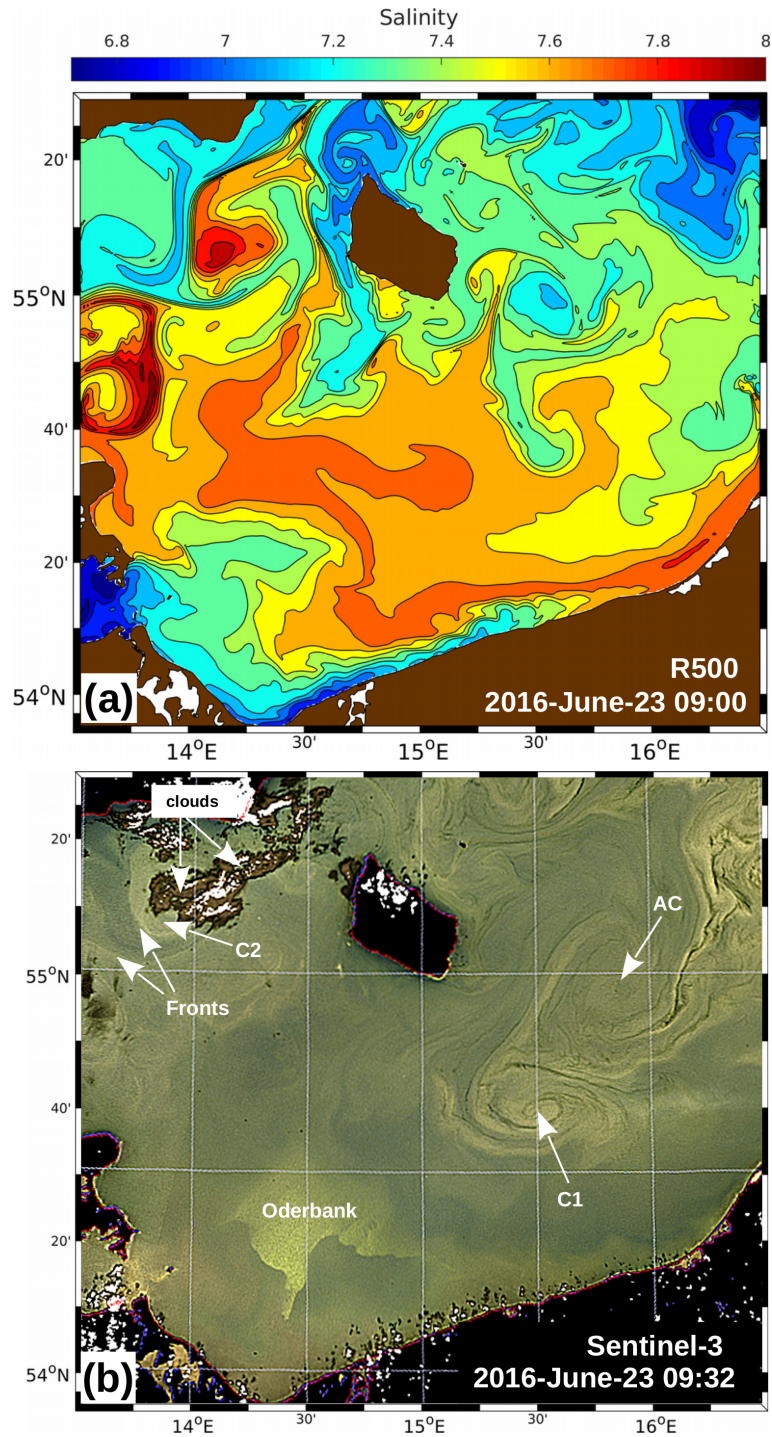 Salinity
6.8 7 7.2 7.4 7.6 7.8 8
20'
55°N
40'
20'
54°N
(a)
R500
2016-June-23 09:00
14°E 30' 15°E 30' 16°E
clouds
20'
AC
C2
55°N
Fronts
40'
C1
Oderbank
20'
Sentinel-3
54°N
(b)
2016-June-23 09:32
14°E 30' 15°E 30' 16°E